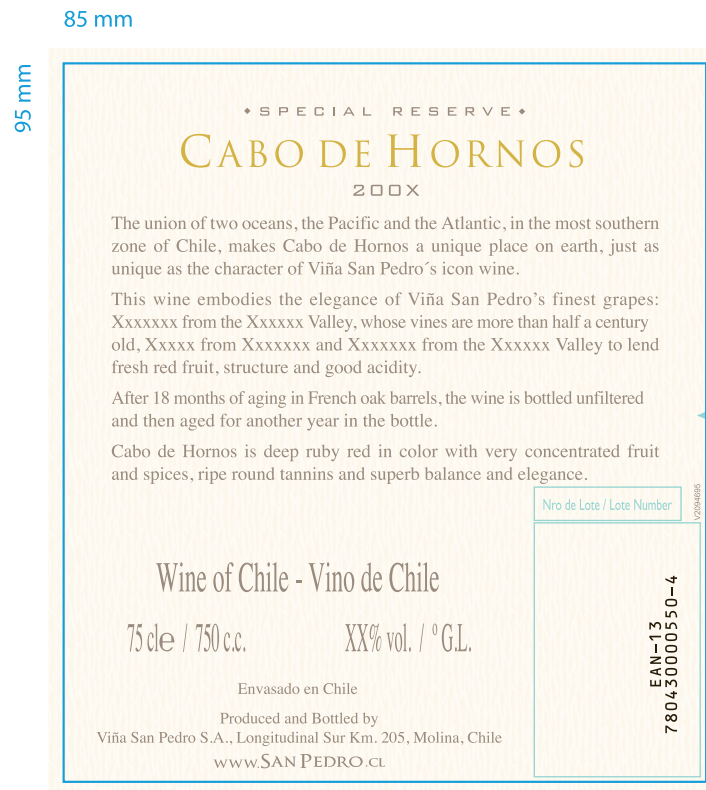 85 mm
95 mm
SPECIAL RESERVE
CABO DE HORNOS
200X
The union of two oceans, the Pacific and the Atlantic, in the most southern
zone of Chile, makes Cabo de Hornos a unique place on earth, just as
unique as the character of Viña San Pedro´s icon wine.
This wine embodies the elegance of Viña San Pedro's finest grapes:
Xxxxxxx from the Xxxxxx Valley, whose vines are more than half a century
old, Xxxxx from Xxxxxxx and Xxxxxxx from the Xxxxxx Valley to lend
fresh red fruit, structure and good acidity.
After 18 months of aging in French oak barrels, the wine is bottled unfiltered
and then aged for another year in the bottle.
Cabo de Hornos is deep ruby red in color with very concentrated fruit
and spices, ripe round tannins and superb balance and elegance.
Nro de Lote / Lote Number
V2094695
Wine of Chile - Vino de Chile
75 cle / 750 c.c. XX% vol. / ° G.L.
EAN-13
780430000550-4
Envasado en Chile
Produced and Bottled by
Viña San Pedro S.A., Longitudinal Sur Km. 205, Molina, Chile
www.SAN PEDRO.CL